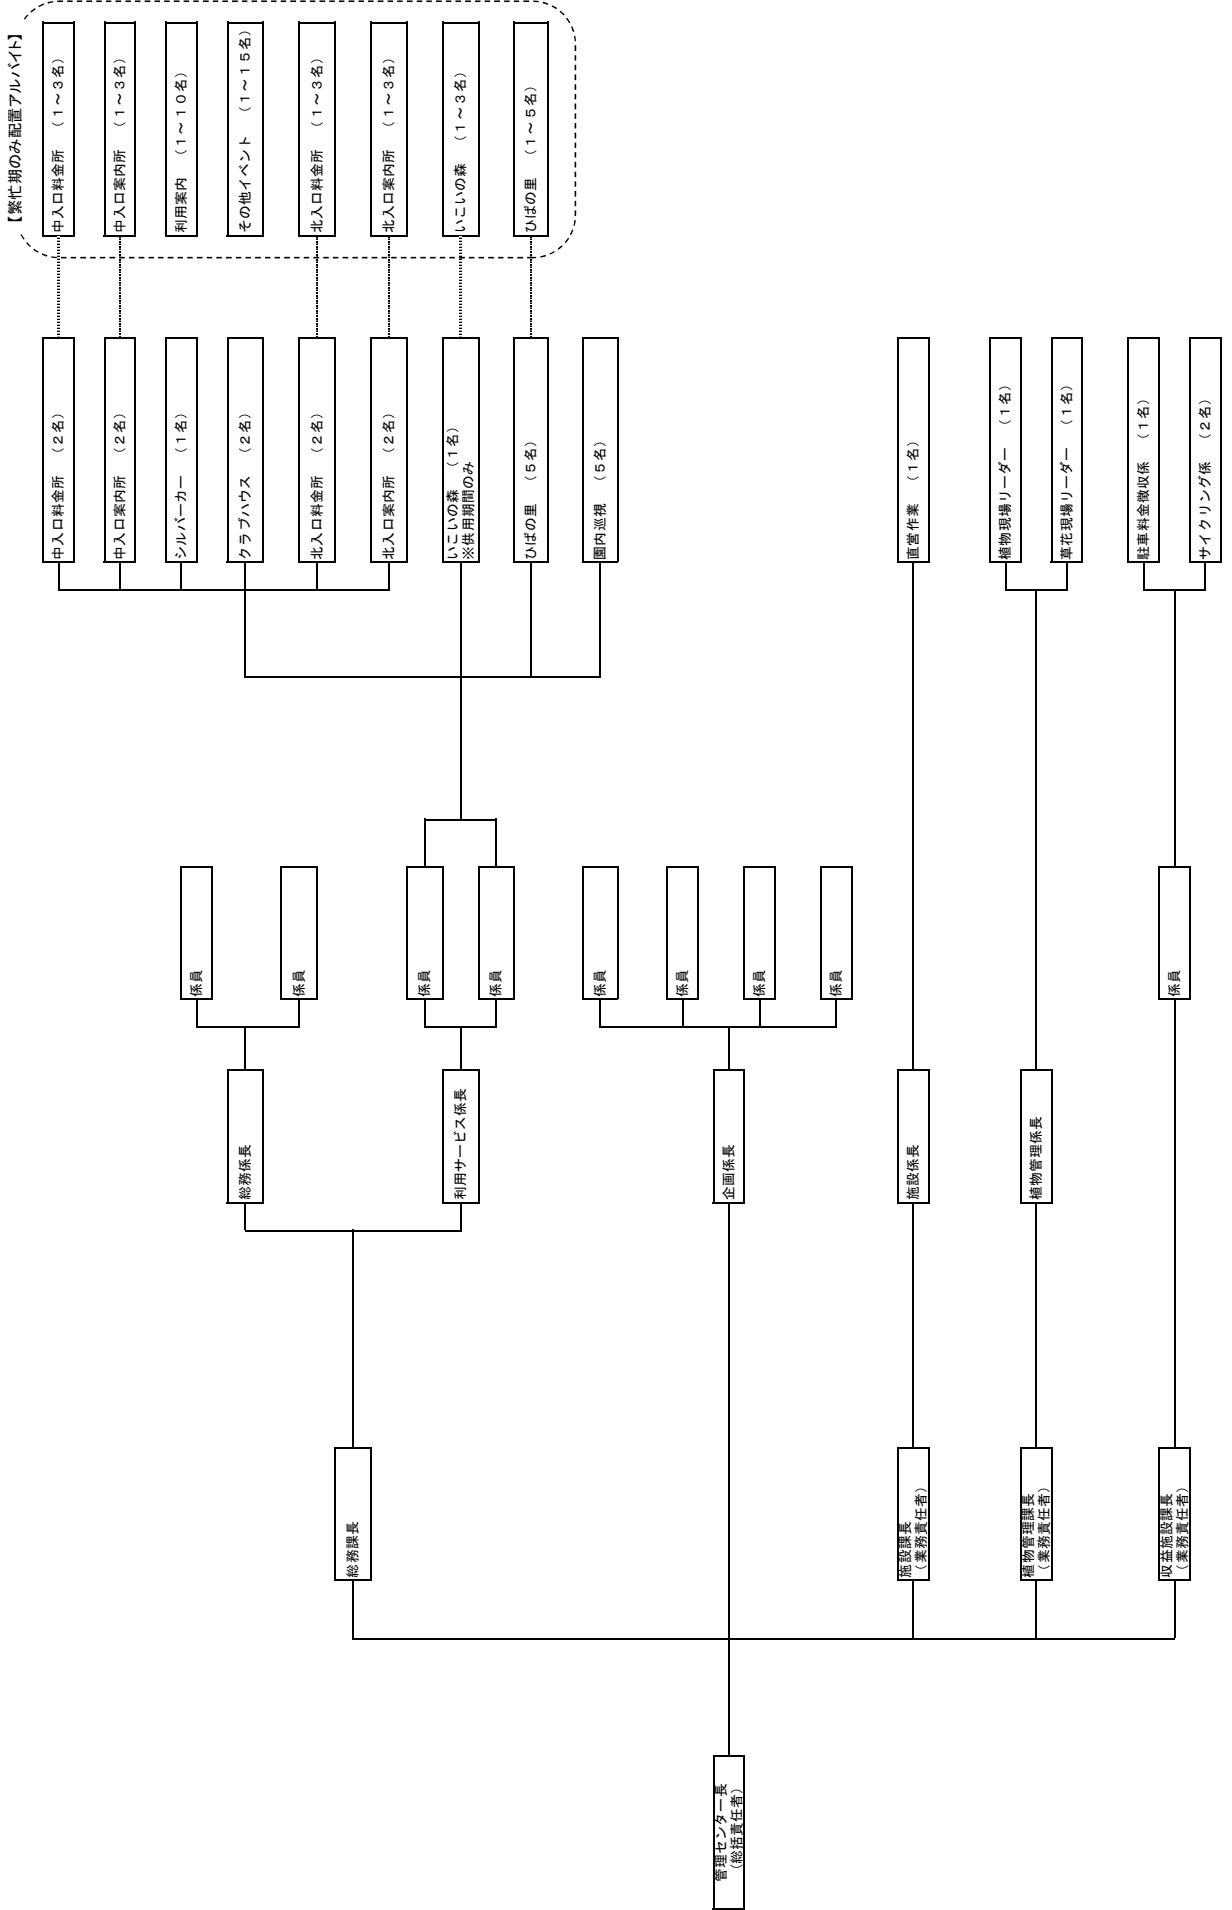 【繁忙期のみ配置アルバイト】
中入口料金所 （１～３名）
中入口案内所 （１～３名）
利用案内 （１～１０名）
その他イベント （１～１５名）
北入口料金所 （１～３名）
北入口案内所 （１～３名）
いこいの森 （１～３名）
ひばの里 （１～５名）
中入口料金所 （２名）
中入口案内所 （２名）
シルバーカー （１名）
クラブハウス （２名）
北入口料金所 （２名）
北入口案内所 （２名）
いこいの森 （１名）
※供用期間のみ
ひばの里 （５名）
園内巡視 （５名）
直営作業 （１名）
植物現場リーダー （１名）
草花現場リーダー （１名）
駐車料金徴収係 （１名）
サイクリング係 （２名）
係員
係員
係員
係員
係員
係員
係員
係員
係員
総務係長
利用サービス係長
企画係長
施設係長
植物管理係長
総務課長
施設課長
（業務責任者）
植物管理課長
（業務責任者）
収益施設課長
（業務責任者）
管理センター長
（総括責任者）